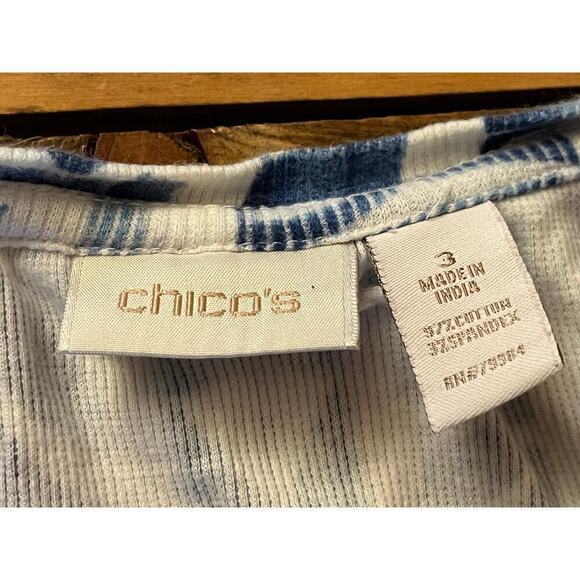 chico's
3
MADE IN
INDIA
97% COTTON
3% SPANDEX
RN#79984